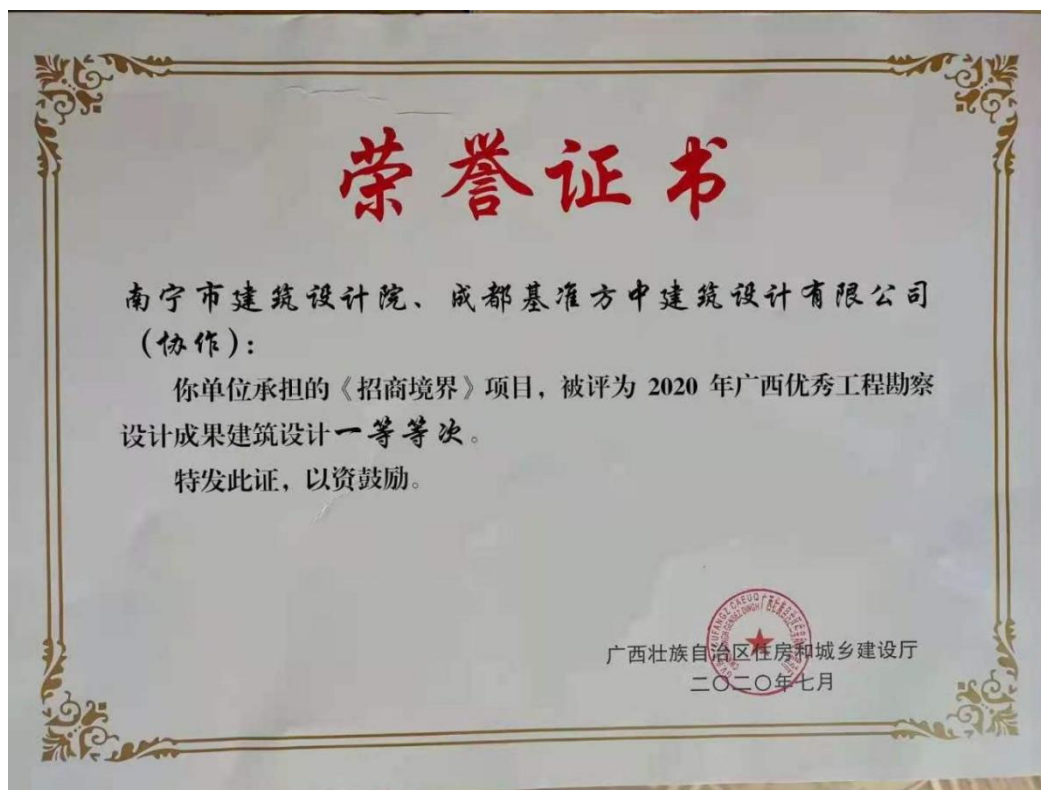 荣誉证书
南宁市建筑设计院、成都基准方中建筑设计有限公司
（协作）：
你单位承担的《招商境界》项目，被评为 2020 年广西优秀工程勘察
设计成果建筑设计一等等次。
特发此证，以资鼓励。
广西壮族自治区住房和城乡建设厅
二〇二〇年七月